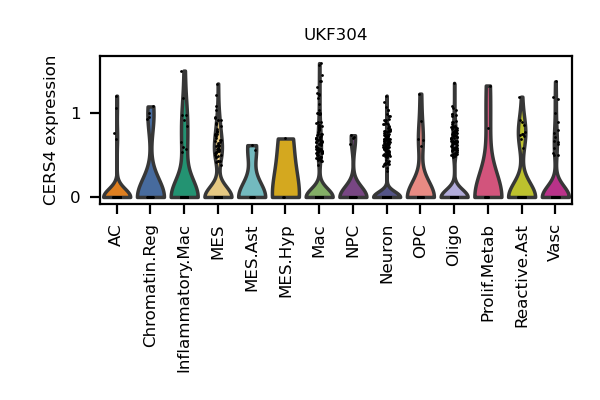 UKF304
CERS4 expression
1
0
AC
Chromatin.Reg
Inflammatory.Mac
MES
MES.Ast
MES.Hyp
Mac
NPC
Neuron
OPC
Oligo
Prolif.Metab
Reactive.Ast
Vasc